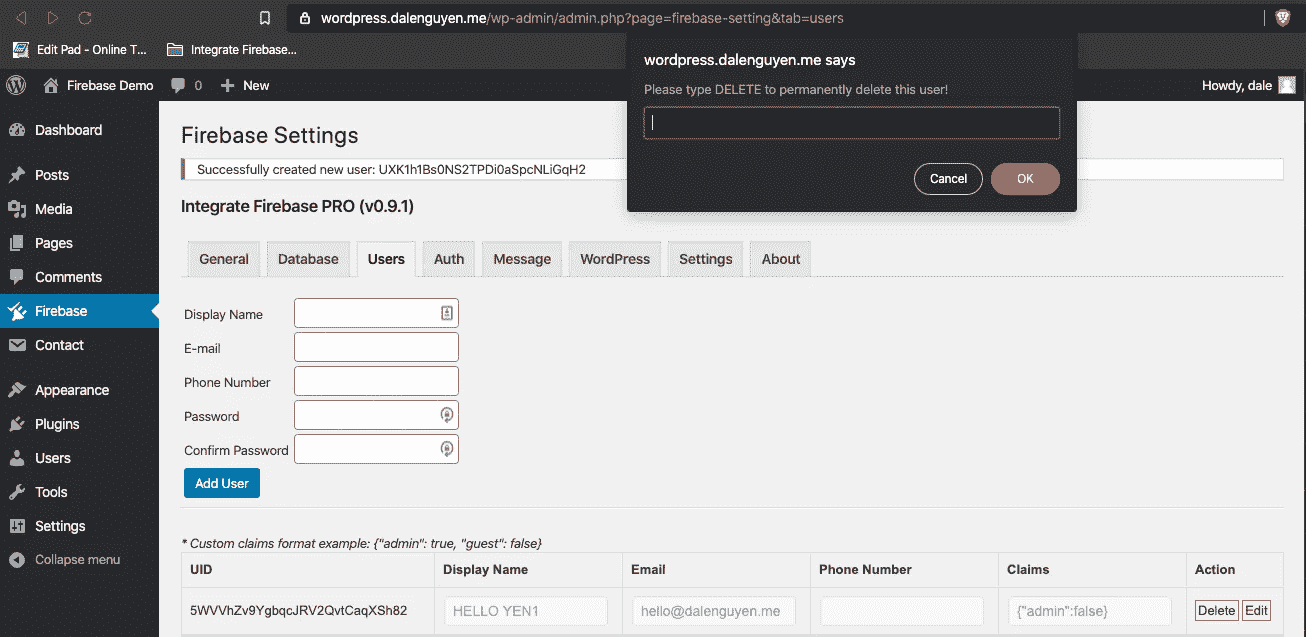 wordpress.dalenguyen.me/wp-admin/admin.php?page=firebase-setting&tab=users
Edit Pad - Online T... Integrate Firebase...
wordpress.dalenguyen.me says
Please type DELETE to permanently delete this user!
Cancel OK
Firebase Demo 0 New Howdy, dale
Dashboard
Posts
Media
Pages
Comments
Firebase
Contact
Appearance
Plugins
Users
Tools
Settings
Collapse menu
Firebase Settings
Successfully created new user: UXK1h1Bs0NS2TPDi0aSpcNLiGqH2
Integrate Firebase PRO (v0.9.1)
General Database Users Auth Message WordPress Settings About
Display Name
E-mail
Phone Number
Password
Confirm Password
Add User
* Custom claims format example: {"admin": true, "guest": false}
UID Display Name Email Phone Number Claims Action
5WVVhZv9YgbqcJRV2QvtCaqXSh82 HELLO YEN1 hello@dalenguyen.me {"admin":false} Delete Edit